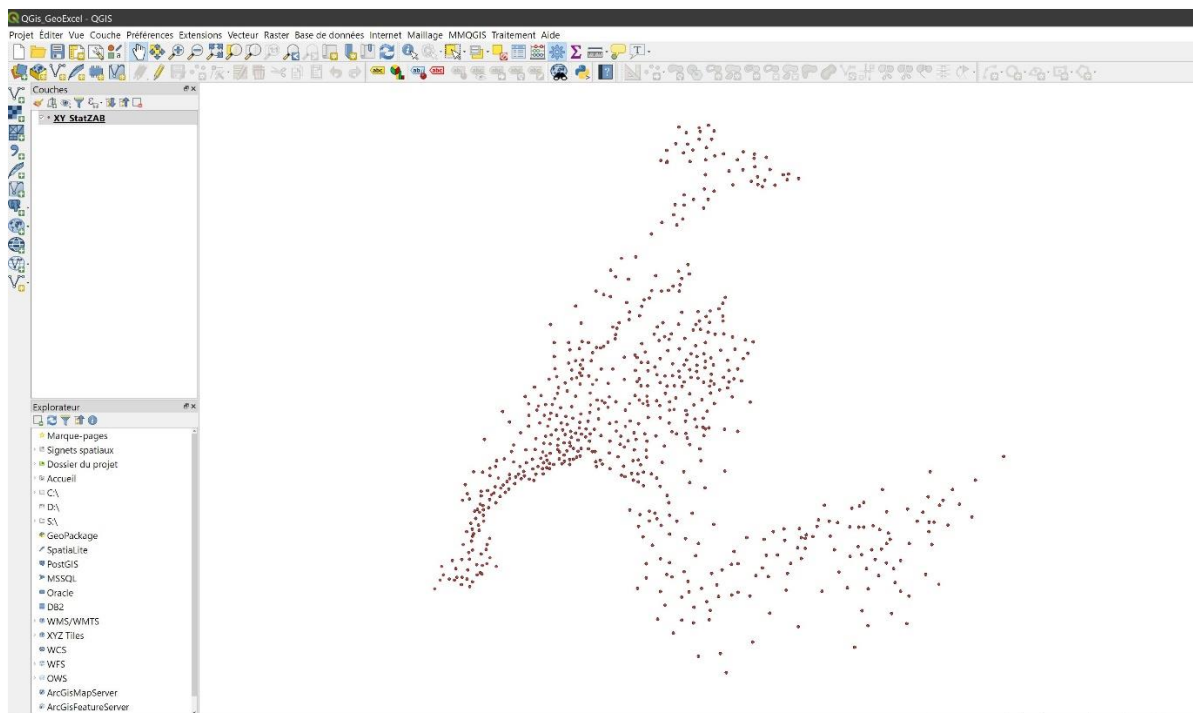 QGis_GeoExcel - QGIS
Projet Éditer Vue Couche Préférences Extensions Vecteur Raster Base de données Internet Maillage MMQGIS Traitement Aide
Couches
XY_StatZAB
Explorateur
Marque-pages
Signets spatiaux
Dossier du projet
Accueil
C:\
D:\
S:\
GeoPackage
SpatiaLite
PostGIS
MSSQL
Oracle
DB2
WMS/WMTS
XYZ Tiles
WCS
WFS
OWS
ArcGisMapServer
ArcGisFeatureServer